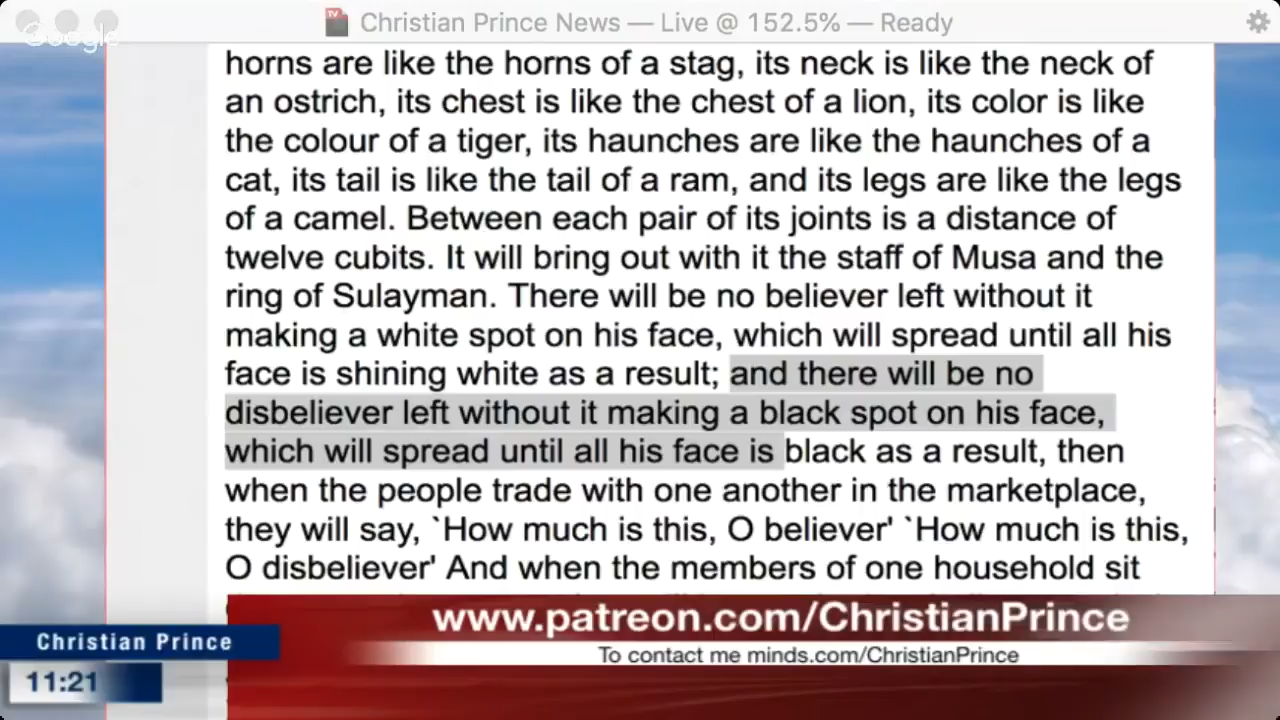 Google
Christian Prince News — Live @ 152.5% — Ready
TV
horns are like the horns of a stag, its neck is like the neck of
an ostrich, its chest is like the chest of a lion, its color is like
the colour of a tiger, its haunches are like the haunches of a
cat, its tail is like the tail of a ram, and its legs are like the legs
of a camel. Between each pair of its joints is a distance of
twelve cubits. It will bring out with it the staff of Musa and the
ring of Sulayman. There will be no believer left without it
making a white spot on his face, which will spread until all his
face is shining white as a result; and there will be no
disbeliever left without it making a black spot on his face,
which will spread until all his face is black as a result, then
when the people trade with one another in the marketplace,
they will say, `How much is this, O believer' `How much is this,
O disbeliever' And when the members of one household sit
www.patreon.com/ChristianPrince
Christian Prince
To contact me minds.com/ChristianPrince
11:21